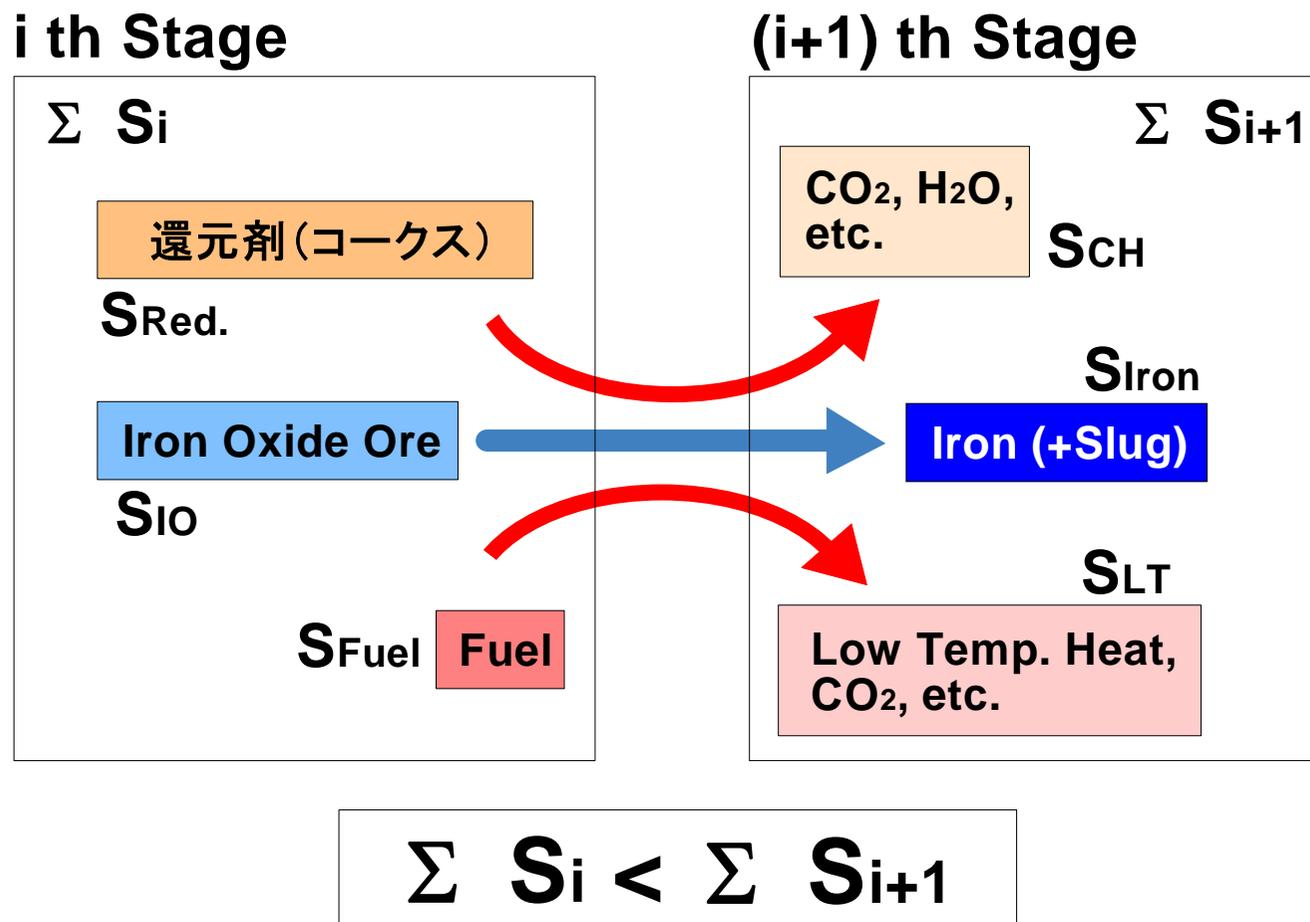 i th Stage
Σ Si
還元剤(コークス)
SRed.
Iron Oxide Ore
SIO
SFuel
Fuel
(i+1) th Stage
Σ Si+1
CO2, H2O,
etc.
SCH
SIron
Iron (+Slug)
SLT
Low Temp. Heat,
CO2, etc.
Σ Si < Σ Si+1